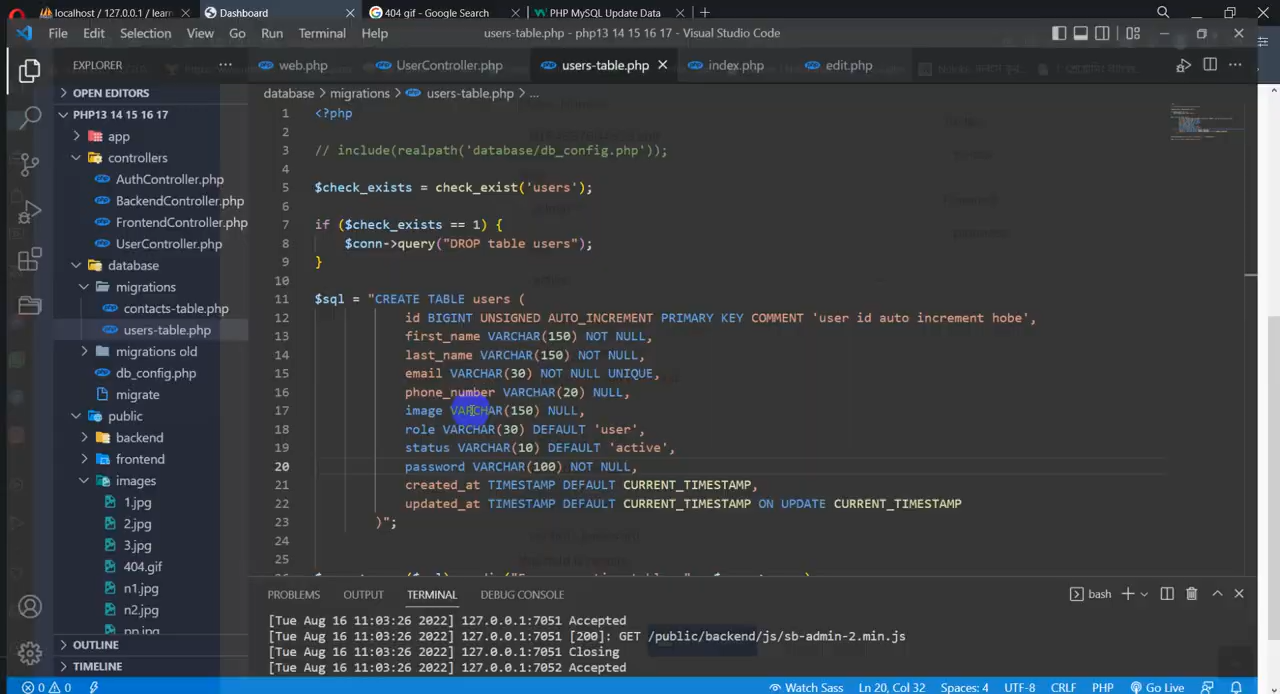 localhost / 127.0.0.1 / learn
Dashboard
404 gif - Google Search
PHP MySQL Update Data
File Edit Selection View Go Run Terminal Help
users-table.php - php13 14 15 16 17 - Visual Studio Code
EXPLORER
web.php
UserController.php
users-table.php
index.php
edit.php
OPEN EDITORS
PHP13 14 15 16 17
app
controllers
AuthController.php
BackendController.php
FrontendController.php
UserController.php
database
migrations
contacts-table.php
users-table.php
migrations old
db_config.php
migrate
public
backend
frontend
images
1.jpg
2.jpg
3.jpg
404.gif
n1.jpg
n2.jpg
OUTLINE
TIMELINE
database > migrations > users-table.php > ...
1 <?php
2
3 // include(realpath('database/db_config.php'));
4
5 $check_exists = check_exist('users');
6
7 if ($check_exists == 1) {
8 $conn->query("DROP table users");
9 }
10
11 $sql = "CREATE TABLE users (
12 id BIGINT UNSIGNED AUTO_INCREMENT PRIMARY KEY COMMENT 'user id auto increment hobe',
13 first_name VARCHAR(150) NOT NULL,
14 last_name VARCHAR(150) NOT NULL,
15 email VARCHAR(30) NOT NULL UNIQUE,
16 phone_number VARCHAR(20) NULL,
17 image VARCHAR(150) NULL,
18 role VARCHAR(30) DEFAULT 'user',
19 status VARCHAR(10) DEFAULT 'active',
20 password VARCHAR(100) NOT NULL,
21 created_at TIMESTAMP DEFAULT CURRENT_TIMESTAMP,
22 updated_at TIMESTAMP DEFAULT CURRENT_TIMESTAMP ON UPDATE CURRENT_TIMESTAMP
23 )";
24
25
PROBLEMS OUTPUT TERMINAL DEBUG CONSOLE
bash
[Tue Aug 16 11:03:26 2022] 127.0.0.1:7051 Accepted
[Tue Aug 16 11:03:26 2022] 127.0.0.1:7051 [200]: GET /public/backend/js/sb-admin-2.min.js
[Tue Aug 16 11:03:26 2022] 127.0.0.1:7051 Closing
[Tue Aug 16 11:03:26 2022] 127.0.0.1:7052 Accepted
0 0 Watch Sass Ln 20, Col 32 Spaces: 4 UTF-8 CRLF PHP Go Live